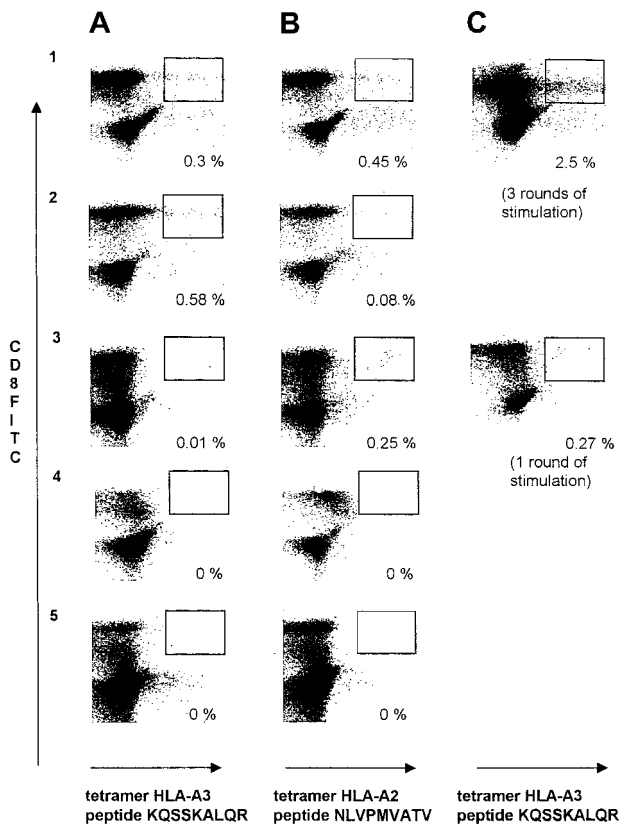 A B C
1
0.3 % 0.45 % 2.5 %
(3 rounds of
stimulation)
2
0.58 % 0.08 %
3
0.01 % 0.25 % 0.27 %
(1 round of
stimulation)
4
0 % 0 %
5
0 % 0 %
CD8FITC
tetramer HLA-A3
peptide KQSSKALQR
tetramer HLA-A2
peptide NLVPMVATV
tetramer HLA-A3
peptide KQSSKALQR